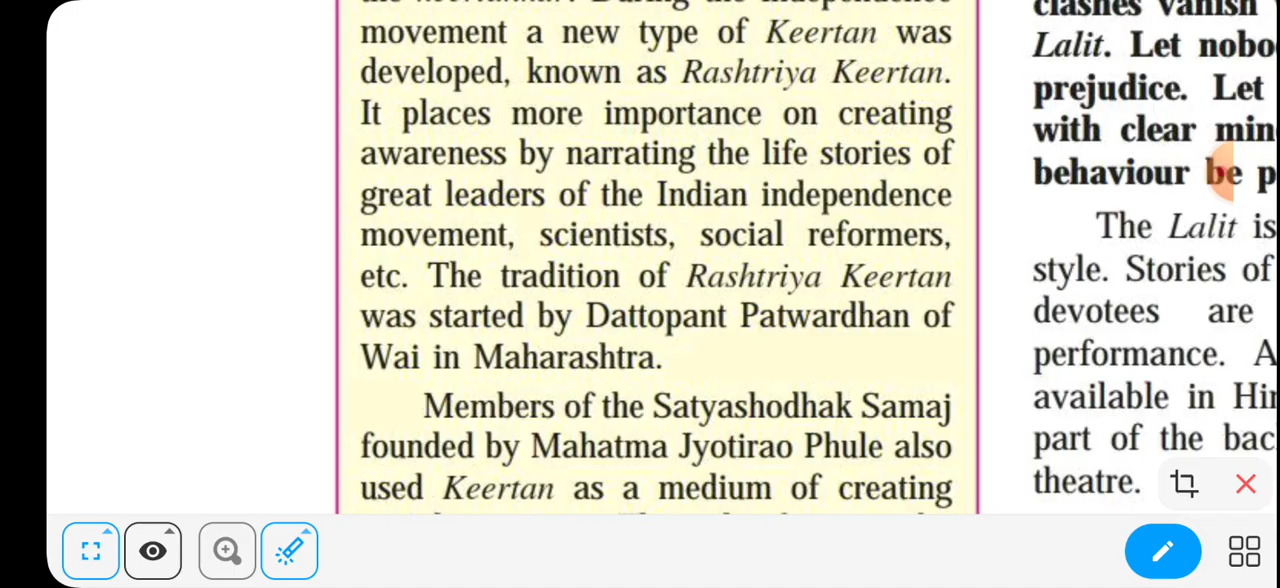 movement a new type of Keertan was
developed, known as Rashtriya Keertan.
It places more importance on creating
awareness by narrating the life stories of
great leaders of the Indian independence
movement, scientists, social reformers,
etc. The tradition of Rashtriya Keertan
was started by Dattopant Patwardhan of
Wai in Maharashtra.
Members of the Satyashodhak Samaj
founded by Mahatma Jyotirao Phule also
used Keertan as a medium of creating
clashes vanish
Lalit. Let nobo
prejudice. Let
with clear min
behaviour be p
The Lalit is
style. Stories of
devotees are
performance. A
available in Hin
part of the bac
theatre.